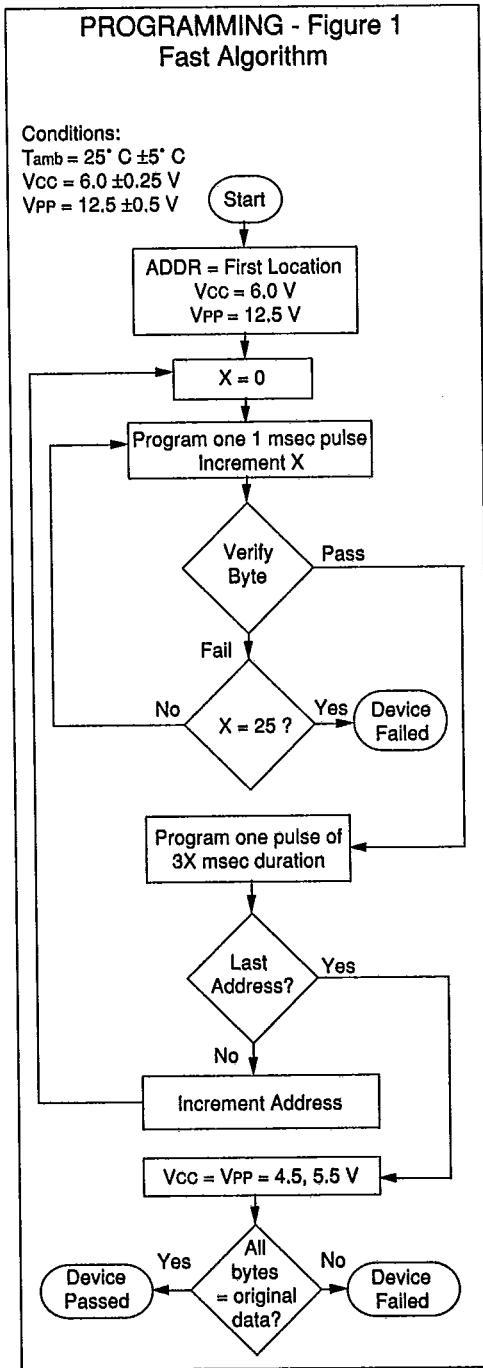 PROGRAMMING - Figure 1
Fast Algorithm
Conditions:
Tamb = 25° C ±5° C
VCC = 6.0 ±0.25 V
VPP = 12.5 ±0.5 V
Start
ADDR = First Location
VCC = 6.0 V
VPP = 12.5 V
X = 0
Program one 1 msec pulse
Increment X
Verify
Byte
Pass
Fail
No
X = 25 ?
Yes
Device
Failed
Program one pulse of
3X msec duration
Last
Address?
Yes
No
Increment Address
VCC = VPP = 4.5, 5.5 V
Yes
All
bytes
= original
data?
No
Device
Passed
Device
Failed